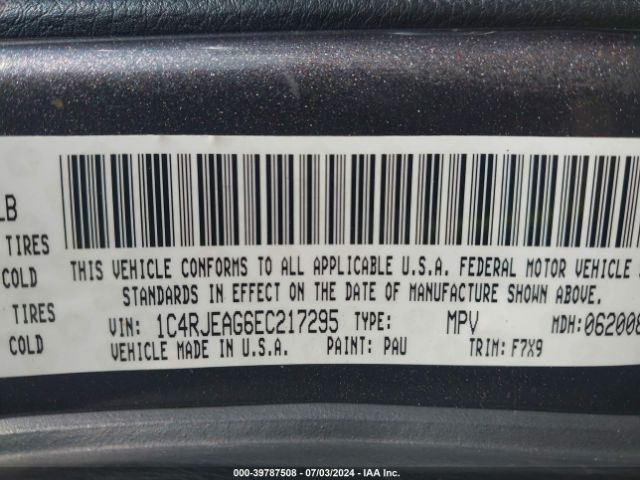 LB
TIRES
COLD
TIRES
COLD
THIS VEHICLE CONFORMS TO ALL APPLICABLE U.S.A. FEDERAL MOTOR VEHICLE
STANDARDS IN EFFECT ON THE DATE OF MANUFACTURE SHOWN ABOVE.
VIN: 1C4RJEAG6EC217295 TYPE: MPV MDH: 062008
VEHICLE MADE IN U.S.A. PAINT: PAU TRIM: F7X9
000-39787508 - 07/03/2024 - IAA Inc.